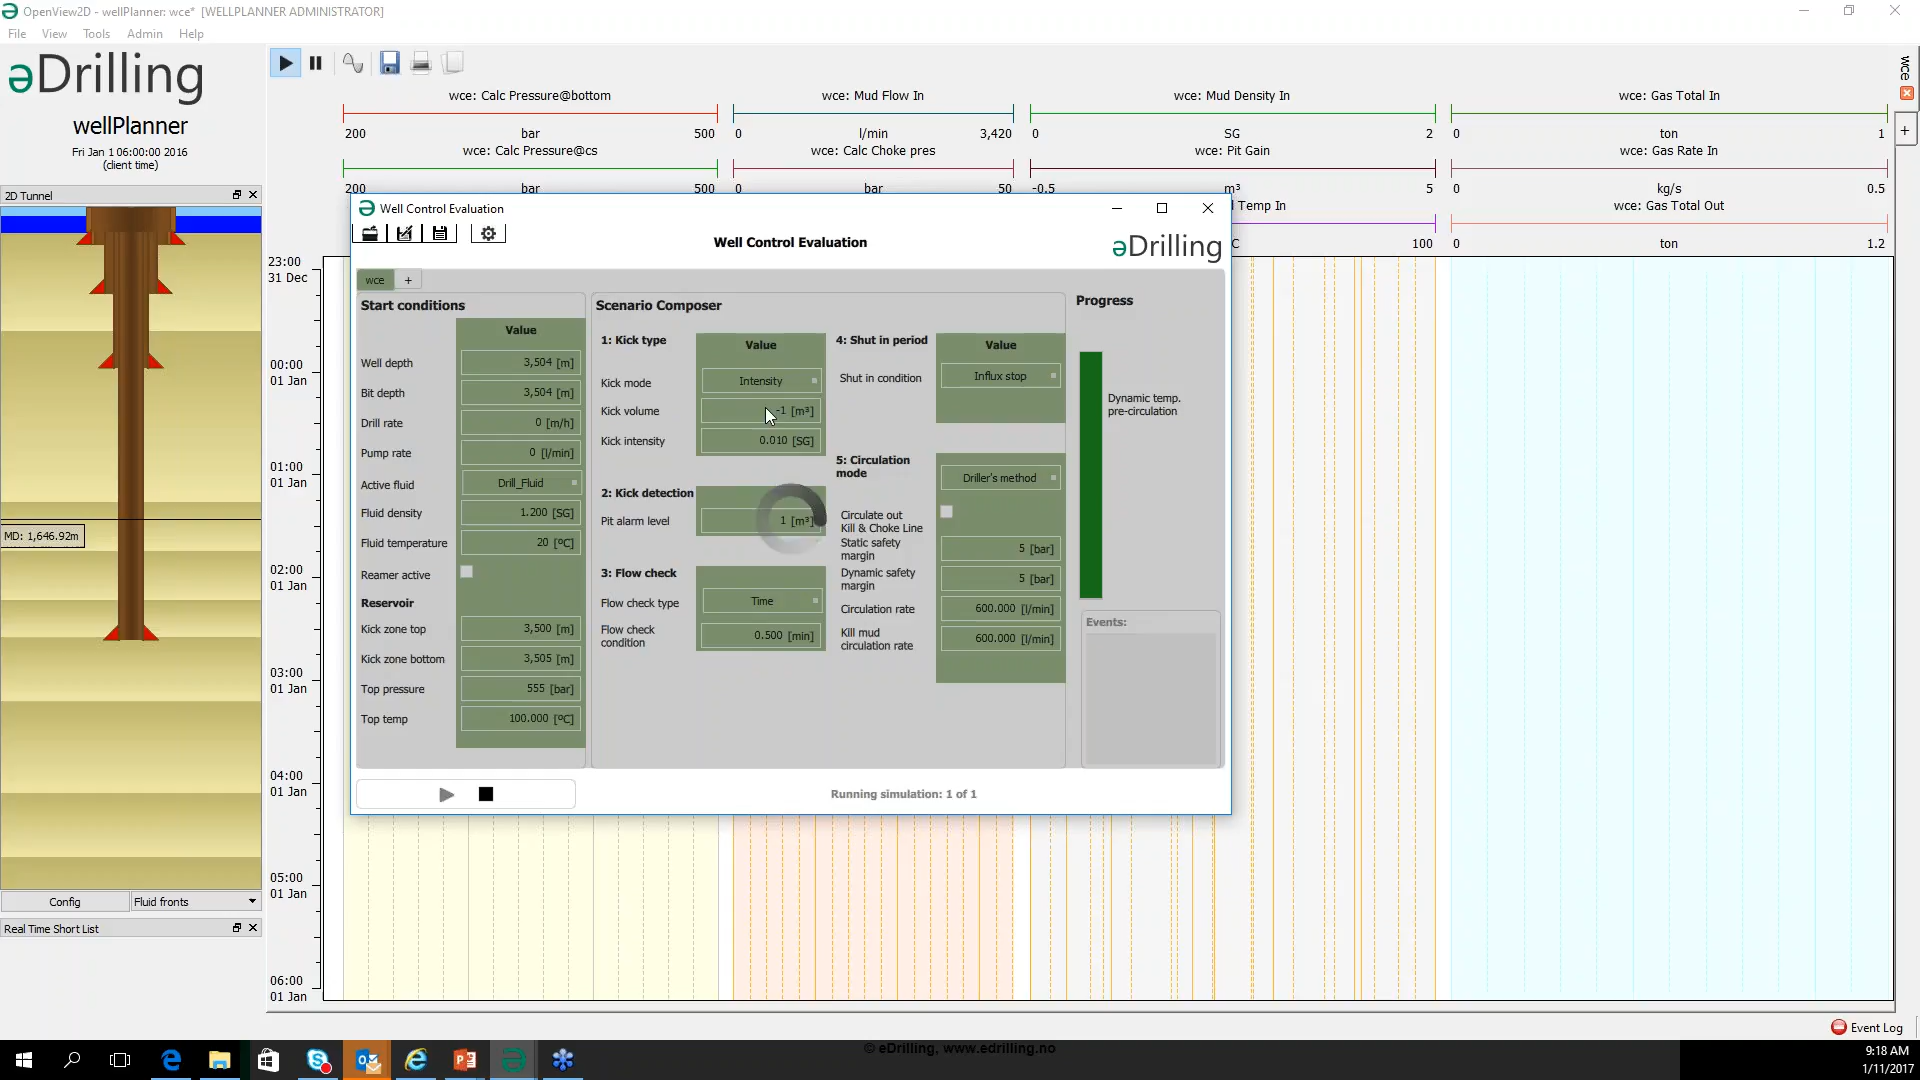 OpenView2D - wellPlanner: wce* [WELLPLANNER ADMINISTRATOR]
File View Tools Admin Help
əDrilling
wellPlanner
Fri Jan 1 06:00:00 2016
(client time)
2D Tunnel
MD: 1,646.92m
Config Fluid fronts
Real Time Short List
wce: Calc Pressure@bottom wce: Mud Flow In wce: Mud Density In wce: Gas Total In
200 bar 500 0 l/min 3,420 0 SG 2 0 ton 1
wce: Calc Pressure@cs wce: Calc Choke pres wce: Pit Gain wce: Gas Rate In
200 bar 500 0 bar 50 -0.5 m³ 5 0 kg/s 0.5
Temp In wce: Gas Total Out
C 100 0 ton 1.2
wce
+
23:00
31 Dec
00:00
01 Jan
01:00
01 Jan
02:00
01 Jan
03:00
01 Jan
04:00
01 Jan
05:00
01 Jan
06:00
01 Jan
Well Control Evaluation
Well Control Evaluation
əDrilling
wce +
Start conditions
Value
Well depth 3,504 [m]
Bit depth 3,504 [m]
Drill rate 0 [m/h]
Pump rate 0 [l/min]
Active fluid Drill_Fluid
Fluid density 1.200 [SG]
Fluid temperature 20 [ºC]
Reamer active
Reservoir
Kick zone top 3,500 [m]
Kick zone bottom 3,505 [m]
Top pressure 555 [bar]
Top temp 100.000 [ºC]
Scenario Composer
1: Kick type Value
Kick mode Intensity
Kick volume -1 [m³]
Kick intensity 0.010 [SG]
2: Kick detection
Pit alarm level 1 [m³]
3: Flow check
Flow check type Time
Flow check
condition 0.500 [min]
4: Shut in period Value
Shut in condition Influx stop
5: Circulation
mode Driller's method
Circulate out
Kill & Choke Line
Static safety
margin 5 [bar]
Dynamic safety
margin 5 [bar]
Circulation rate 600.000 [l/min]
Kill mud
circulation rate 600.000 [l/min]
Progress
Dynamic temp.
pre-circulation
Events:
Running simulation: 1 of 1
Event Log
© eDrilling, www.edrilling.no
9:18 AM
1/11/2017